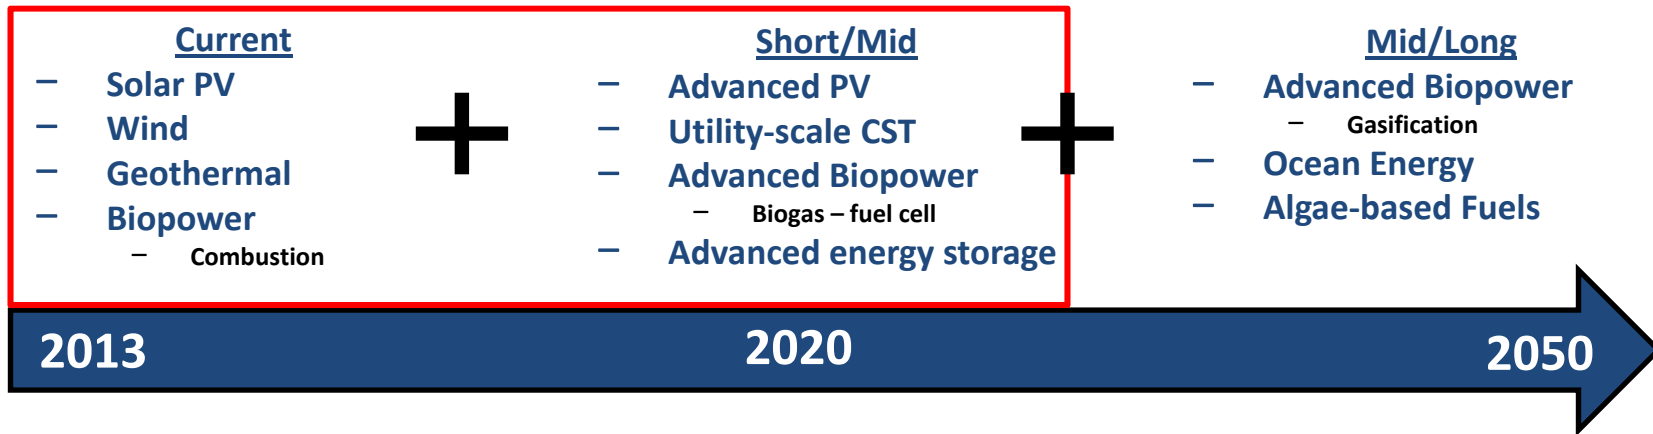 Current
– Solar PV
– Wind
– Geothermal
– Biopower
– Combustion
+
Short/Mid
– Advanced PV
– Utility-scale CST
– Advanced Biopower
– Biogas – fuel cell
– Advanced energy storage
+
Mid/Long
– Advanced Biopower
– Gasification
– Ocean Energy
– Algae-based Fuels
2013
2020
2050